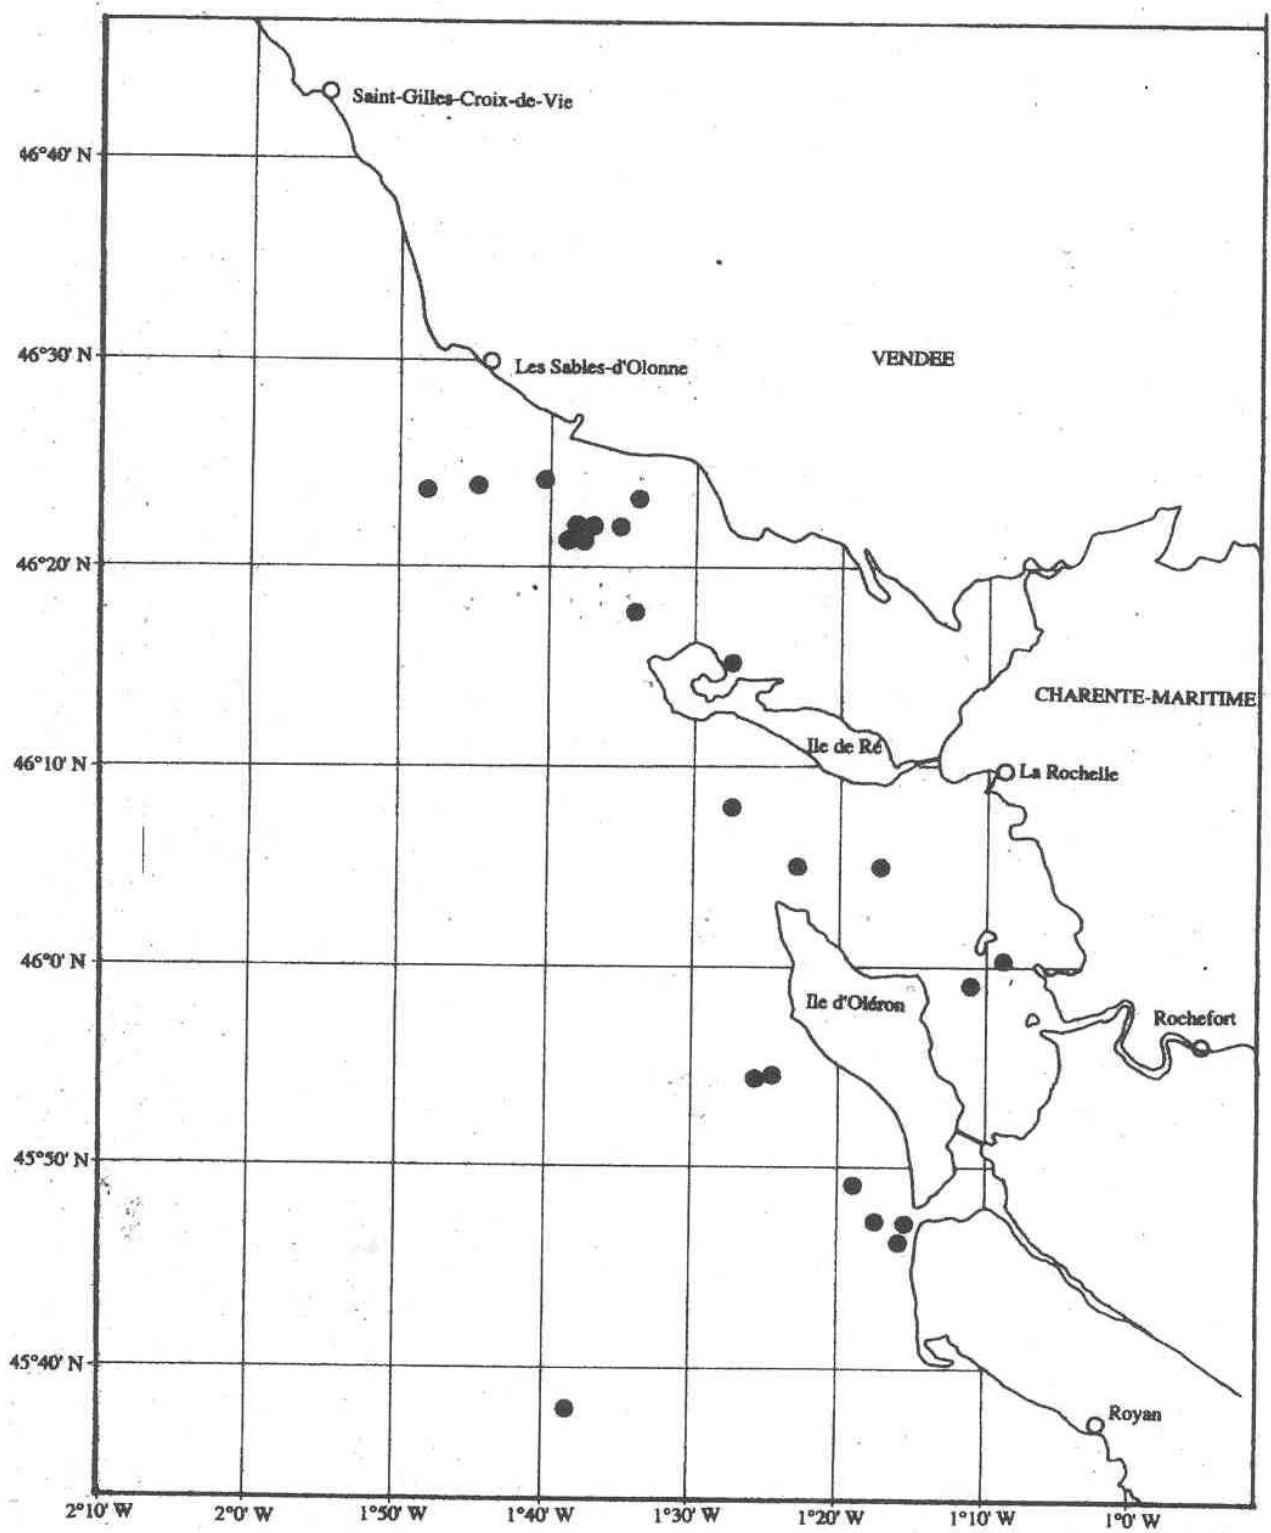 Saint-Gilles-Croix-de-Vie
46°40' N
46°30' N
VENDEE
Les Sables-d'Olonne
46°20' N
CHARENTE-MARITIME
Ile de Ré
46°10' N
La Rochelle
46°0' N
Ile d'Oléron
Rochefort
45°50' N
45°40' N
Royan
2°10' W 2°0' W 1°50' W 1°40' W 1°30' W 1°20' W 1°10' W 1°0' W